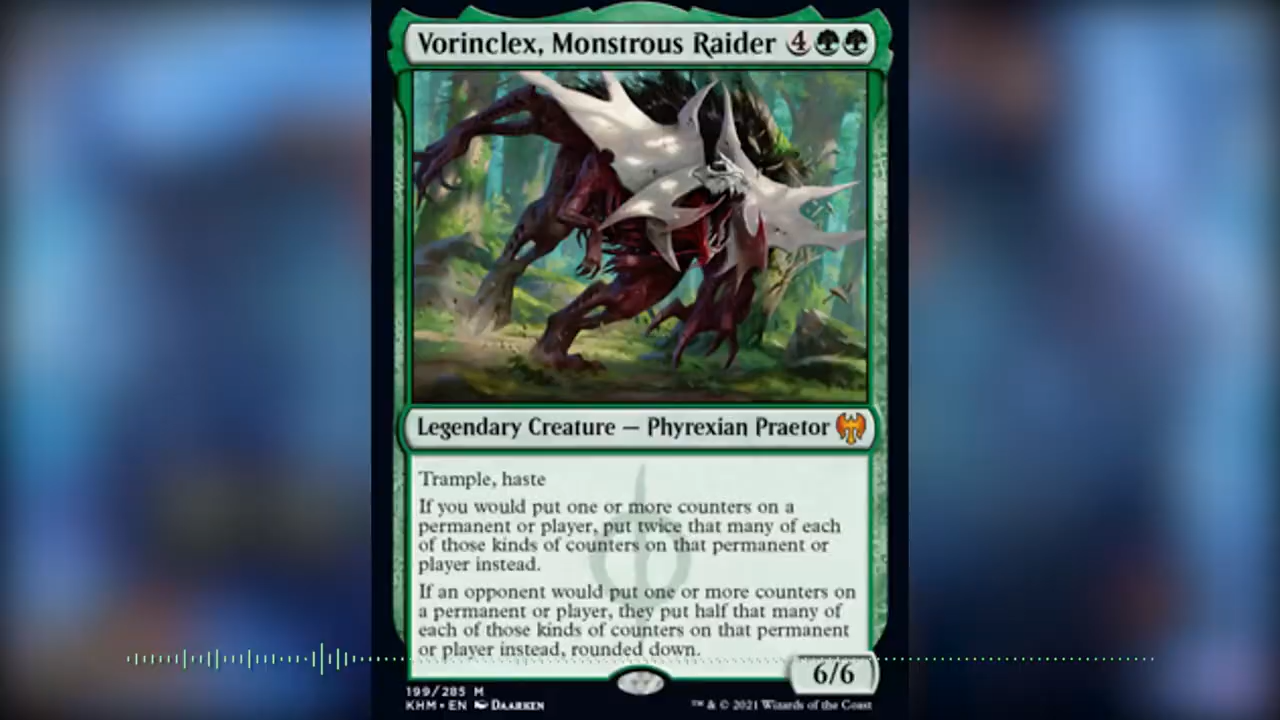 Vorinclex, Monstrous Raider 4
Legendary Creature — Phyrexian Praetor
Trample, haste
If you would put one or more counters on a
permanent or player, put twice that many of each
of those kinds of counters on that permanent or
player instead.
If an opponent would put one or more counters on
a permanent or player, they put half that many of
each of those kinds of counters on that permanent
or player instead, rounded down.
6/6
199/285 M
KHM • EN DAARKEN
™ & © 2021 Wizards of the Coast